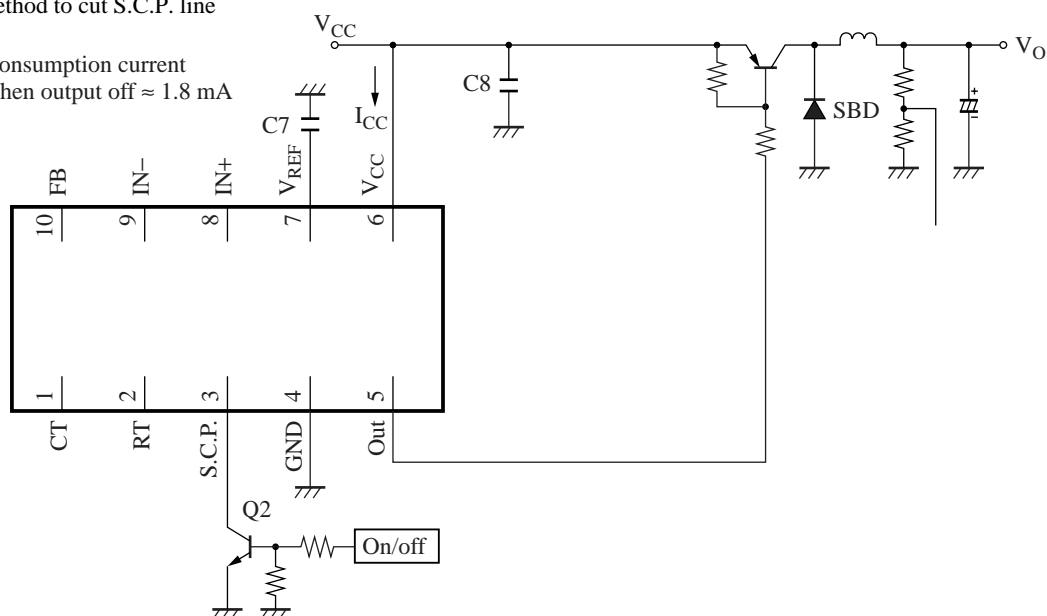 ethod to cut S.C.P. line
onsumption current
hen output off ≈ 1.8 mA
VCC
VO
C8
SBD
+
−
ICC
C7
FB
IN−
IN+
VREF
VCC
10
9
8
7
6
1
2
3
4
5
CT
RT
S.C.P.
GND
Out
Q2
On/off